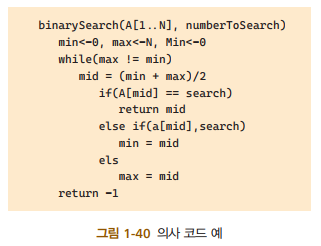 binarySearch(A[1..N], numberToSearch)
min<-0, max<-N, Min<-0
while(max != min)
mid = (min + max)/2
if(A[mid] == search)
return mid
else if(a[mid],search)
min = mid
els
max = mid
return -1
그림 1-40 의사 코드 예